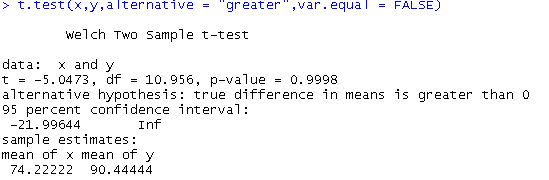 > t.test(x,y,alternative = "greater",var.equal = FALSE)
Welch Two Sample t-test
data:  x and y
t = -5.0473, df = 10.956, p-value = 0.9998
alternative hypothesis: true difference in means is greater than 0
95 percent confidence interval:
 -21.99644       Inf
sample estimates:
mean of x mean of y
 74.22222  90.44444